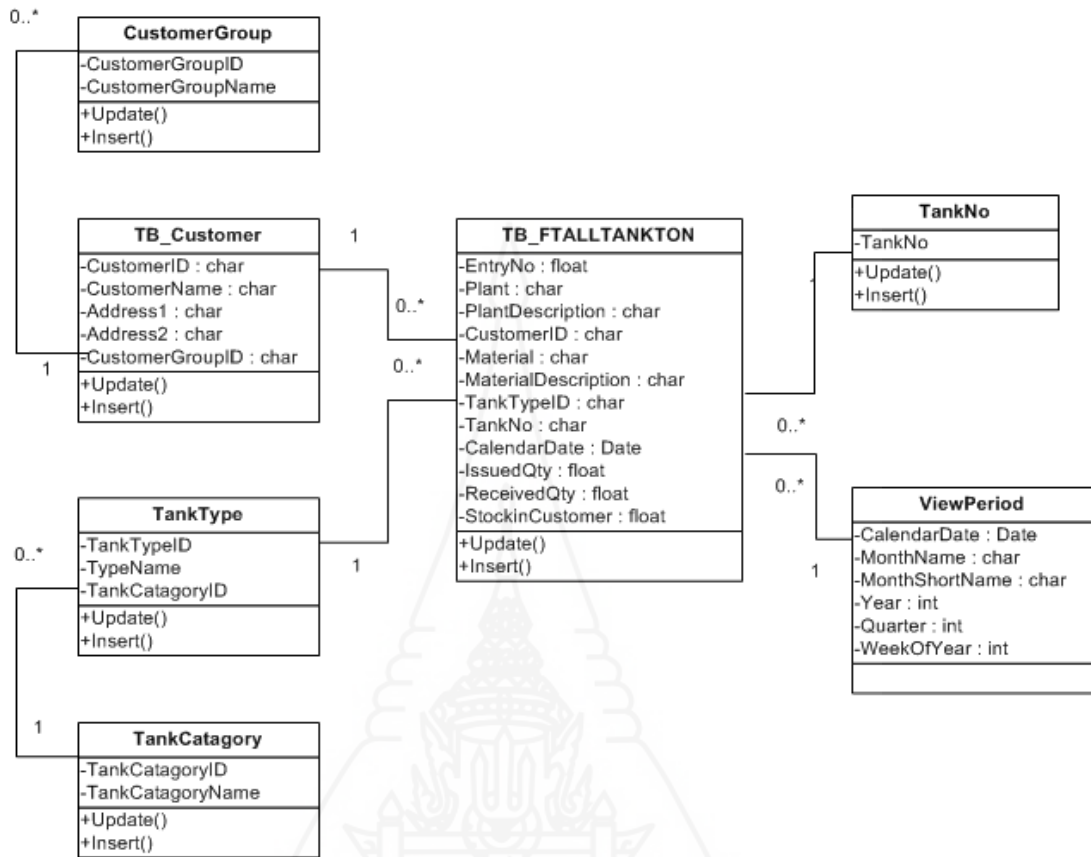 0..*
CustomerGroup
-CustomerGroupID
-CustomerGroupName
+Update()
+Insert()
TB_Customer
-CustomerID : char
-CustomerName : char
-Address1 : char
-Address2 : char
-CustomerGroupID : char
+Update()
+Insert()
1
1
0..*
0..*
TB_FTALLTANKTON
-EntryNo : float
-Plant : char
-PlantDescription : char
-CustomerID : char
-Material : char
-MaterialDescription : char
-TankTypeID : char
-TankNo : char
-CalendarDate : Date
-IssuedQty : float
-ReceivedQty : float
-StockinCustomer : float
+Update()
+Insert()
TankNo
-TankNo
+Update()
+Insert()
0..*
0..*
1
ViewPeriod
-CalendarDate : Date
-MonthName : char
-MonthShortName : char
-Year : int
-Quarter : int
-WeekOfYear : int
TankType
-TankTypeID
-TypeName
-TankCatagoryID
+Update()
+Insert()
0..*
1
1
TankCatagory
-TankCatagoryID
-TankCatagoryName
+Update()
+Insert()